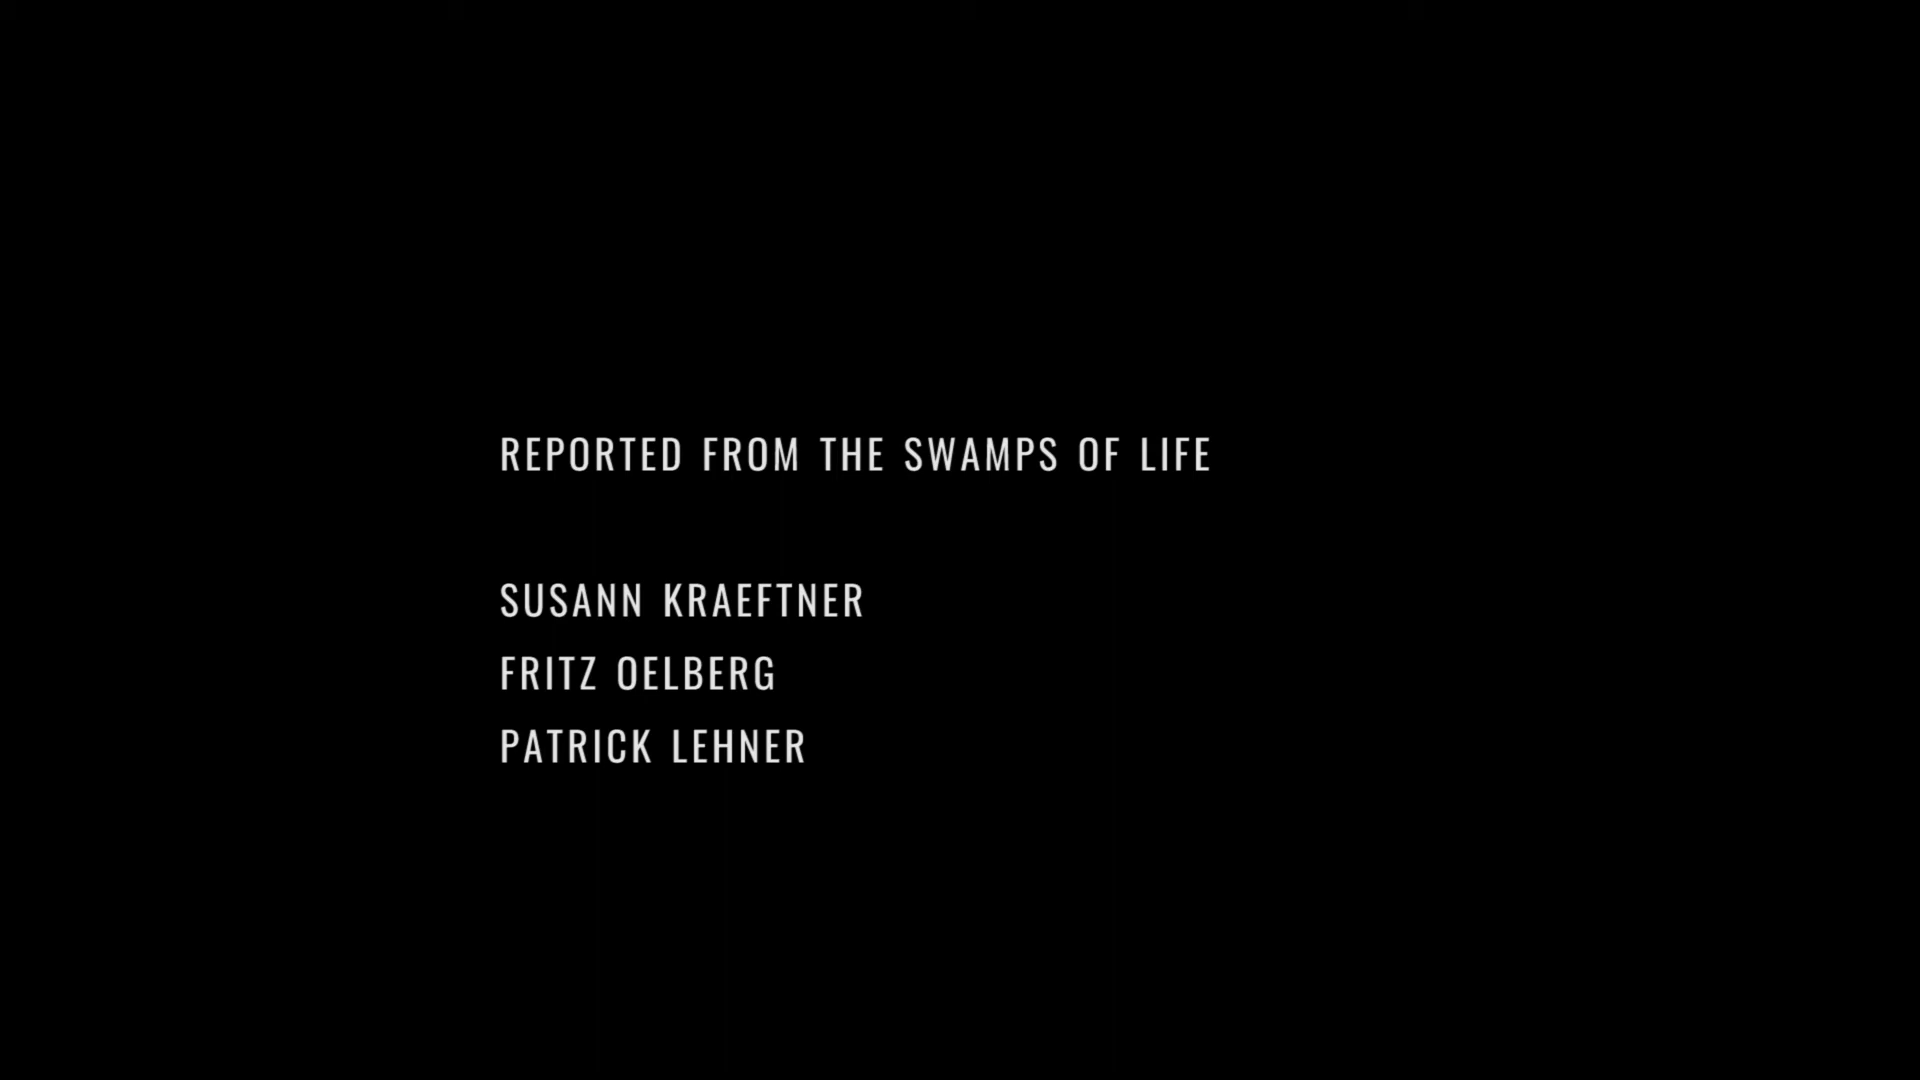 REPORTED FROM THE SWAMPS OF LIFE
SUSANN KRAEFTNER
FRITZ OELBERG
PATRICK LEHNER